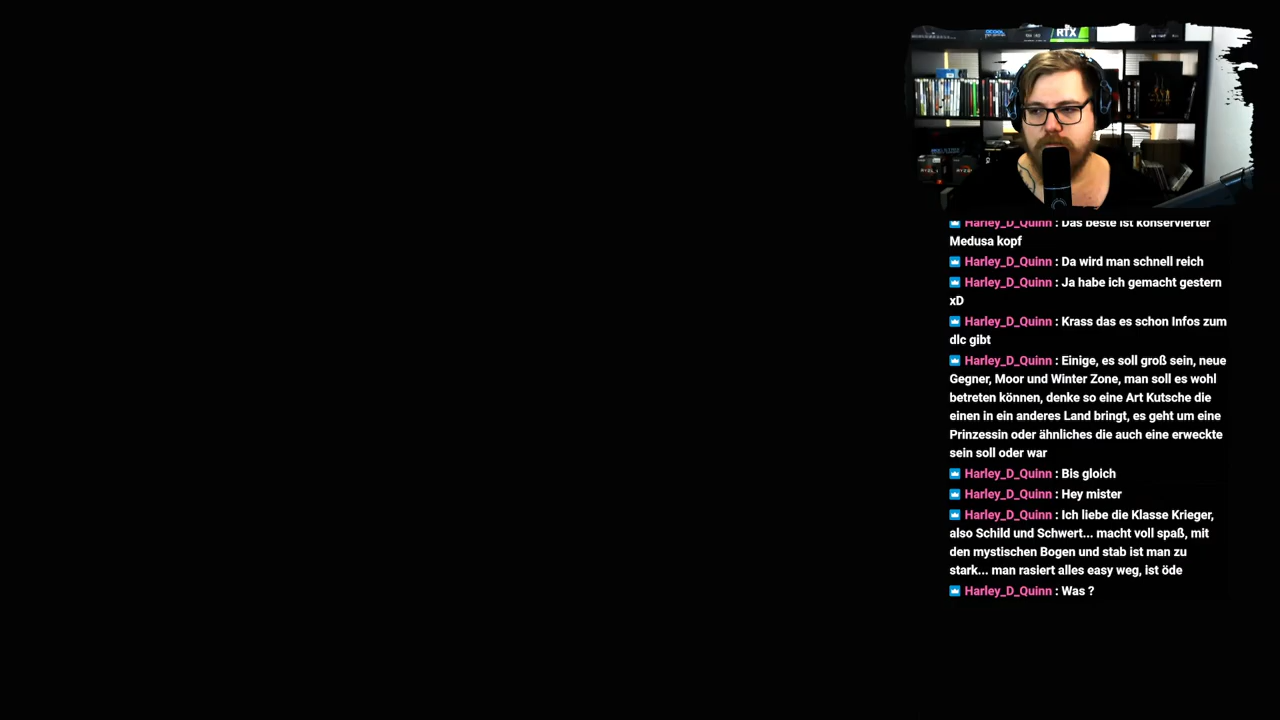 RTX
Harley_D_Quinn : Das beste ist konservierter
Medusa kopf
Harley_D_Quinn : Da wird man schnell reich
Harley_D_Quinn : Ja habe ich gemacht gestern
xD
Harley_D_Quinn : Krass das es schon Infos zum
dlc gibt
Harley_D_Quinn : Einige, es soll groß sein, neue
Gegner, Moor und Winter Zone, man soll es wohl
betreten können, denke so eine Art Kutsche die
einen in ein anderes Land bringt, es geht um eine
Prinzessin oder ähnliches die auch eine erweckte
sein soll oder war
Harley_D_Quinn : Bis gloich
Harley_D_Quinn : Hey mister
Harley_D_Quinn : Ich liebe die Klasse Krieger,
also Schild und Schwert... macht voll spaß, mit
den mystischen Bogen und stab ist man zu
stark... man rasiert alles easy weg, ist öde
Harley_D_Quinn : Was ?